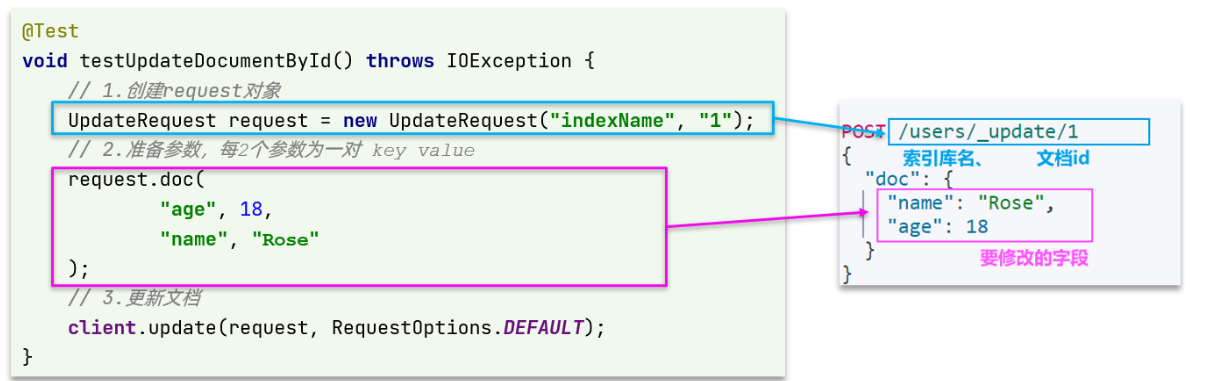 @Test
void testUpdateDocumentById() throws IOException {
// 1.创建request对象
UpdateRequest request = new UpdateRequest("indexName", "1");
// 2.准备参数，每2个参数为一对 key value
request.doc(
"age", 18,
"name", "Rose"
);
// 3.更新文档
client.update(request, RequestOptions.DEFAULT);
}
POST /users/_update/1
{ 索引库名、 文档id
"doc": {
"name": "Rose",
"age": 18
} 要修改的字段
}